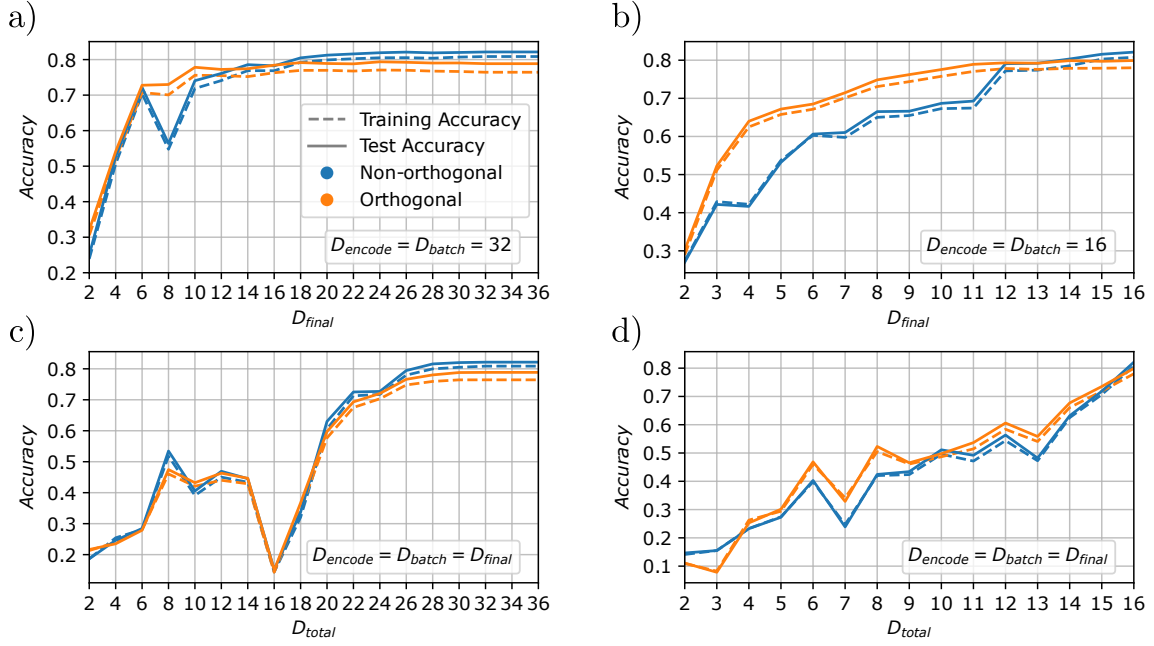 a)
Accuracy
0.8
0.7
0.6
0.5
0.4
0.3
0.2
Training Accuracy
Test Accuracy
Non-orthogonal
Orthogonal
D_encode = D_batch = 32
2 4 6 8 10 12 14 16 18 20 22 24 26 28 30 32 34 36
D_final
b)
Accuracy
0.8
0.7
0.6
0.5
0.4
0.3
D_encode = D_batch = 16
2 3 4 5 6 7 8 9 10 11 12 13 14 15 16
D_final
c)
Accuracy
0.8
0.7
0.6
0.5
0.4
0.3
0.2
D_encode = D_batch = D_final
2 4 6 8 10 12 14 16 18 20 22 24 26 28 30 32 34 36
D_total
d)
Accuracy
0.8
0.7
0.6
0.5
0.4
0.3
0.2
0.1
D_encode = D_batch = D_final
2 3 4 5 6 7 8 9 10 11 12 13 14 15 16
D_total